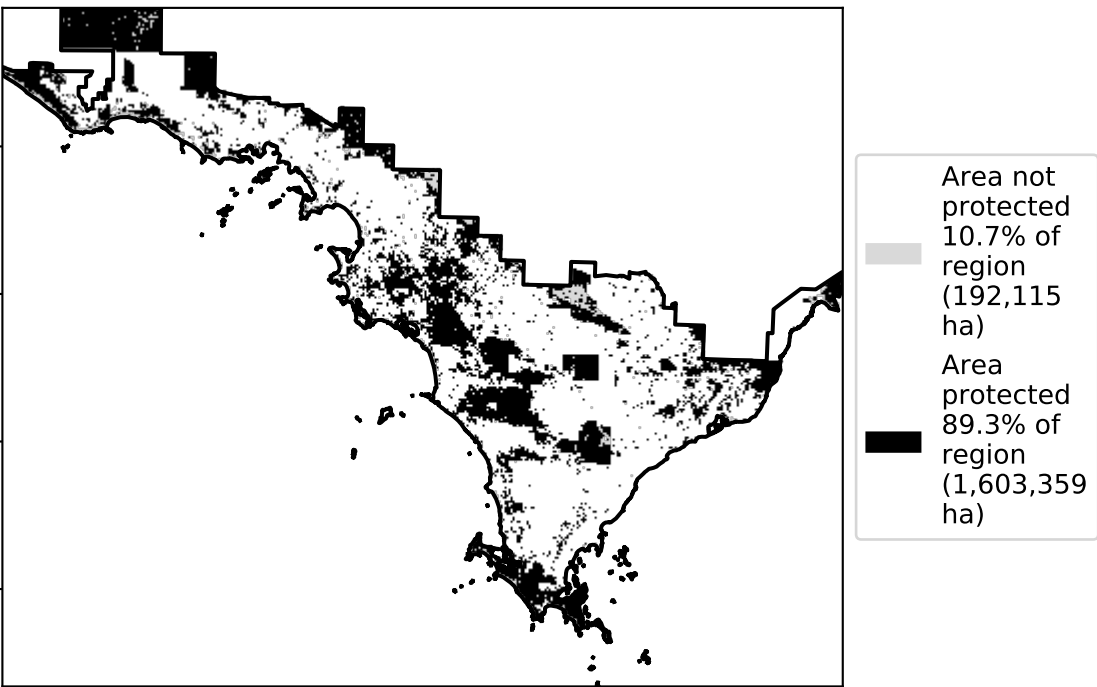 Area not
protected
10.7% of
region
(192,115
ha)
Area
protected
89.3% of
region
(1,603,359
ha)